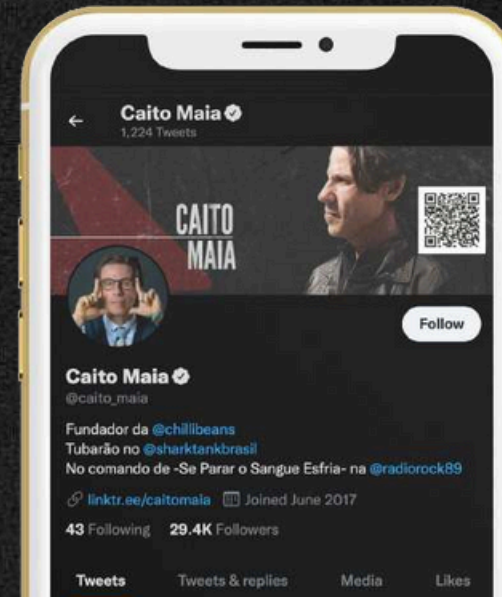 Caito Maia
1,224 Tweets
CAITO
MAIA
Follow
Caito Maia
@caito_maia
Fundador da @chillibeans
Tubarão no @sharktankbrasil
No comando de -Se Parar o Sangue Esfria- na @radiorock89
linktr.ee/caitomaia Joined June 2017
43 Following 29.4K Followers
Tweets Tweets & replies Media Likes